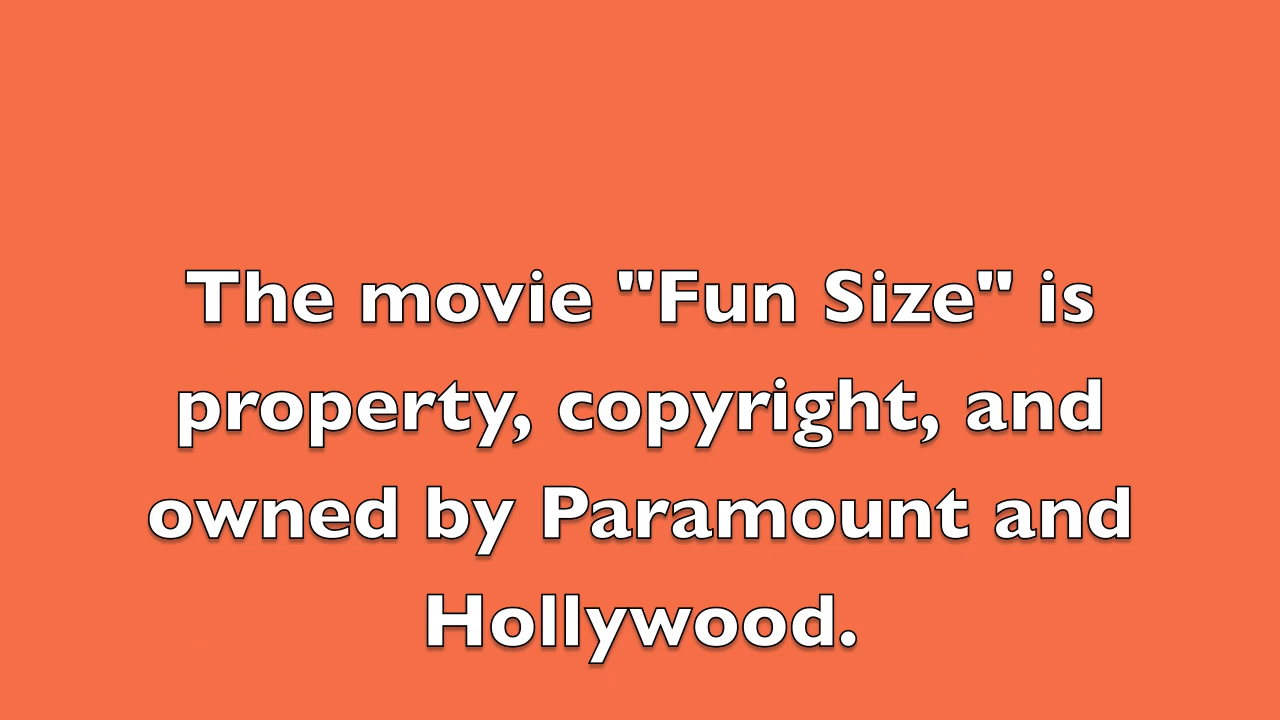 The movie "Fun Size" is
property, copyright, and
owned by Paramount and
Hollywood.